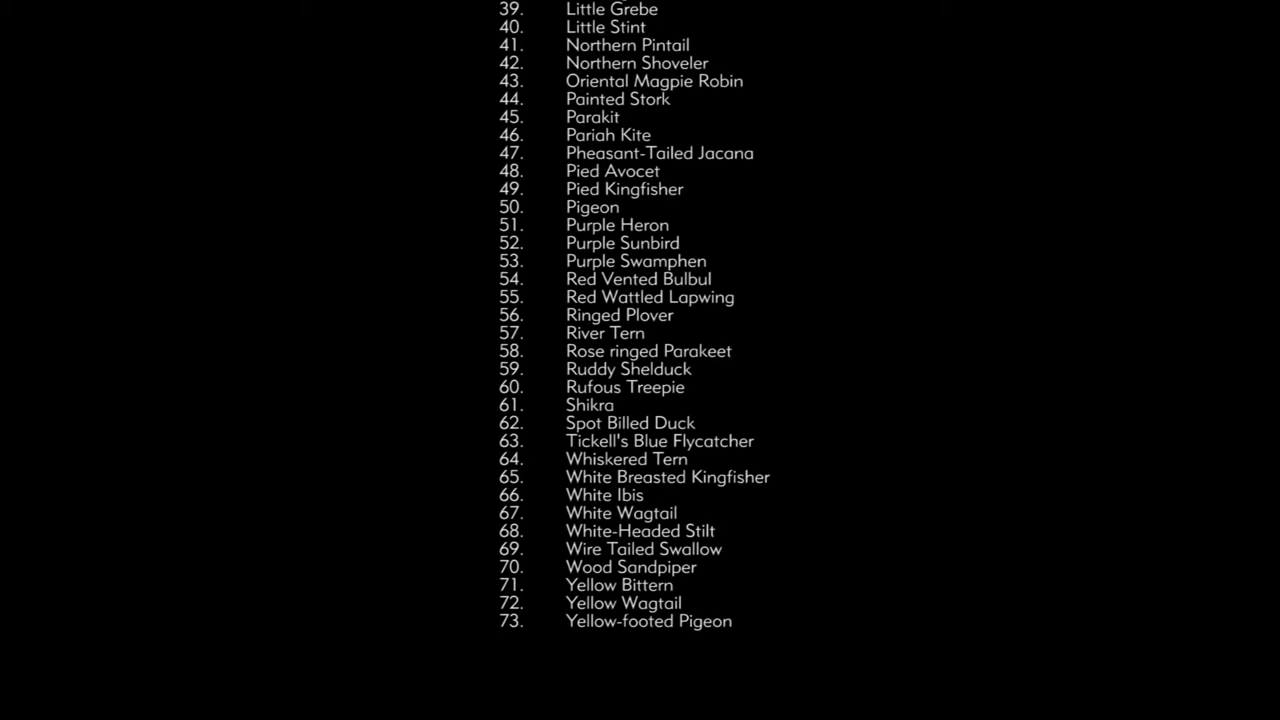 39. Little Grebe
40. Little Stint
41. Northern Pintail
42. Northern Shoveler
43. Oriental Magpie Robin
44. Painted Stork
45. Parakit
46. Pariah Kite
47. Pheasant-Tailed Jacana
48. Pied Avocet
49. Pied Kingfisher
50. Pigeon
51. Purple Heron
52. Purple Sunbird
53. Purple Swamphen
54. Red Vented Bulbul
55. Red Wattled Lapwing
56. Ringed Plover
57. River Tern
58. Rose ringed Parakeet
59. Ruddy Shelduck
60. Rufous Treepie
61. Shikra
62. Spot Billed Duck
63. Tickell's Blue Flycatcher
64. Whiskered Tern
65. White Breasted Kingfisher
66. White Ibis
67. White Wagtail
68. White-Headed Stilt
69. Wire Tailed Swallow
70. Wood Sandpiper
71. Yellow Bittern
72. Yellow Wagtail
73. Yellow-footed Pigeon